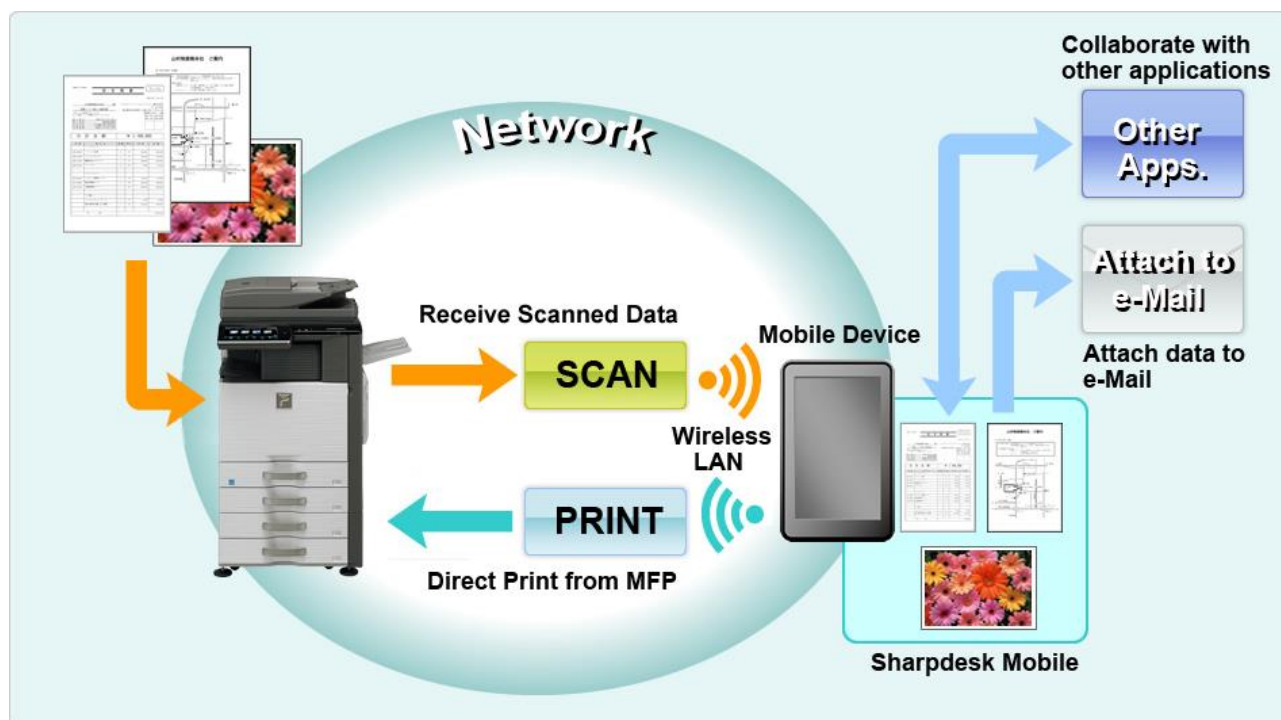 Collaborate with
other applications
Network
Other
Apps.
Attach to
e-Mail
Receive Scanned Data
Mobile Device
Attach data to
e-Mail
SCAN
Wireless
LAN
PRINT
Direct Print from MFP
Sharpdesk Mobile